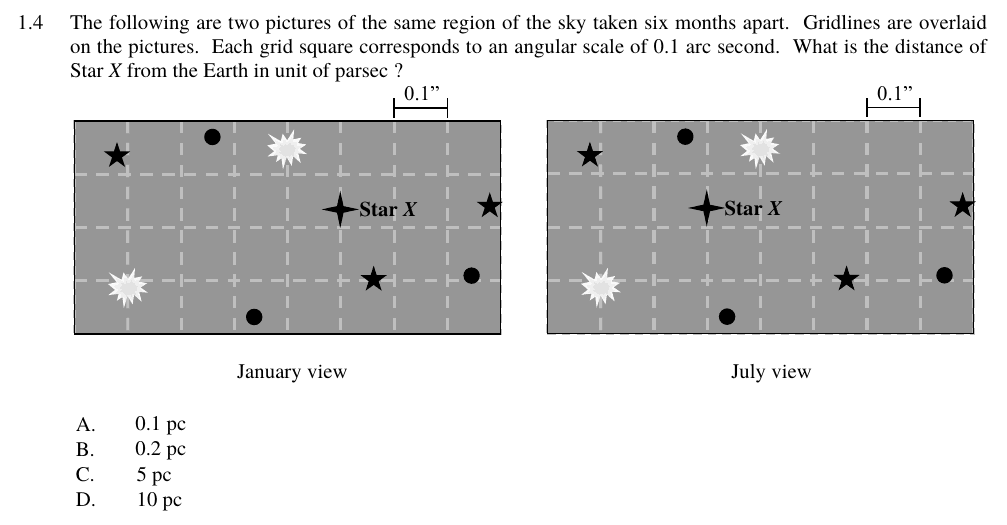 1.4 The following are two pictures of the same region of the sky taken six months apart. Gridlines are overlaid
on the pictures. Each grid square corresponds to an angular scale of 0.1 arc second. What is the distance of
Star X from the Earth in unit of parsec ?
0.1” 0.1”
Star X Star X
January view July view
A. 0.1 pc
B. 0.2 pc
C. 5 pc
D. 10 pc